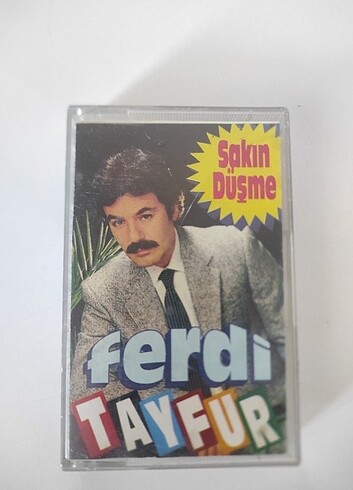 Sakın
Düşme
ferdi
TAYFUR